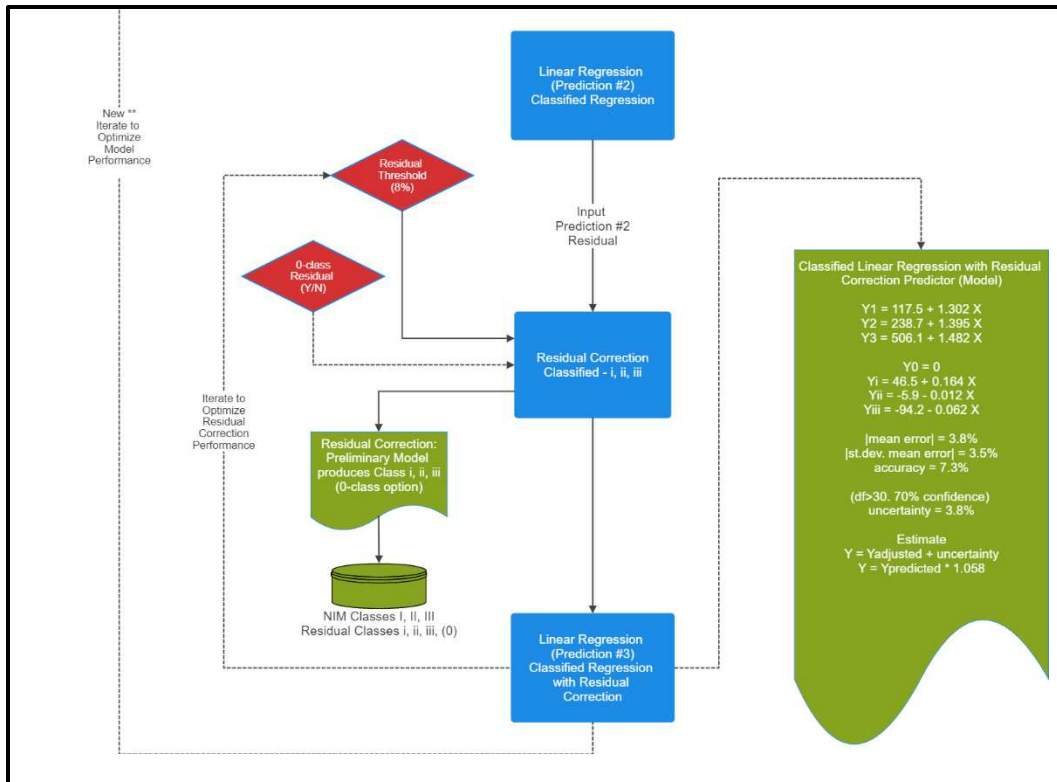 Linear Regression
(Prediction #2)
Classified Regression
New **
Iterate to
Optimize
Model
Performance
Residual
Threshold
(8%)
Input
Prediction #2
Residual
0-class
Residual
(Y/N)
Residual Correction
Classified - i, ii, iii
Iterate to
Optimize
Residual
Correction
Performance
Residual Correction:
Preliminary Model
produces Class i, ii, iii
(0-class option)
NIM Classes I, II, III
Residual Classes i, ii, iii, (0)
Linear Regression
(Prediction #3)
Classified Regression
with Residual
Correction
Classified Linear Regression with Residual
Correction Predictor (Model)
Y1 = 117.5 + 1.302 X
Y2 = 238.7 + 1.395 X
Y3 = 506.1 + 1.482 X
Y0 = 0
Yi = 46.5 + 0.164 X
Yii = -5.9 - 0.012 X
Yiii = -94.2 - 0.062 X
|mean error| = 3.8%
|st.dev. mean error| = 3.5%
accuracy = 7.3%
(df>30. 70% confidence)
uncertainty = 3.8%
Estimate
Y = Yadjusted + uncertainty
Y = Ypredicted * 1.058